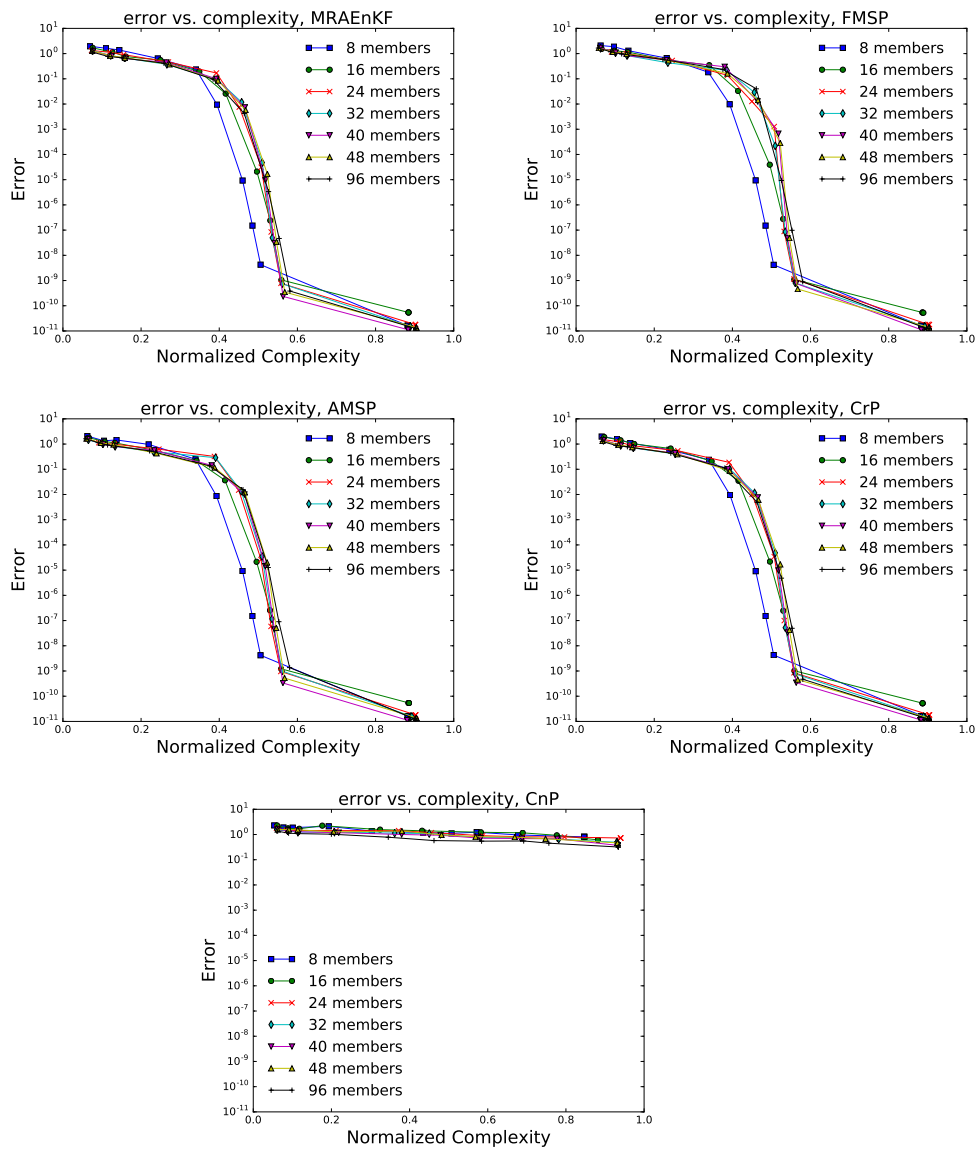 error vs. complexity, MRAEnKF
10^1
10^0
10^-1
10^-2
10^-3
10^-4
10^-5
10^-6
10^-7
10^-8
10^-9
10^-10
10^-11
Error
8 members
16 members
24 members
32 members
40 members
48 members
96 members
0.0 0.2 0.4 0.6 0.8 1.0
Normalized Complexity
error vs. complexity, FMSP
10^1
10^0
10^-1
10^-2
10^-3
10^-4
10^-5
10^-6
10^-7
10^-8
10^-9
10^-10
10^-11
Error
8 members
16 members
24 members
32 members
40 members
48 members
96 members
0.0 0.2 0.4 0.6 0.8 1.0
Normalized Complexity
error vs. complexity, AMSP
10^1
10^0
10^-1
10^-2
10^-3
10^-4
10^-5
10^-6
10^-7
10^-8
10^-9
10^-10
10^-11
Error
8 members
16 members
24 members
32 members
40 members
48 members
96 members
0.0 0.2 0.4 0.6 0.8 1.0
Normalized Complexity
error vs. complexity, CrP
10^1
10^0
10^-1
10^-2
10^-3
10^-4
10^-5
10^-6
10^-7
10^-8
10^-9
10^-10
10^-11
Error
8 members
16 members
24 members
32 members
40 members
48 members
96 members
0.0 0.2 0.4 0.6 0.8 1.0
Normalized Complexity
error vs. complexity, CnP
10^1
10^0
10^-1
10^-2
10^-3
10^-4
10^-5
10^-6
10^-7
10^-8
10^-9
10^-10
10^-11
Error
8 members
16 members
24 members
32 members
40 members
48 members
96 members
0.0 0.2 0.4 0.6 0.8 1.0
Normalized Complexity